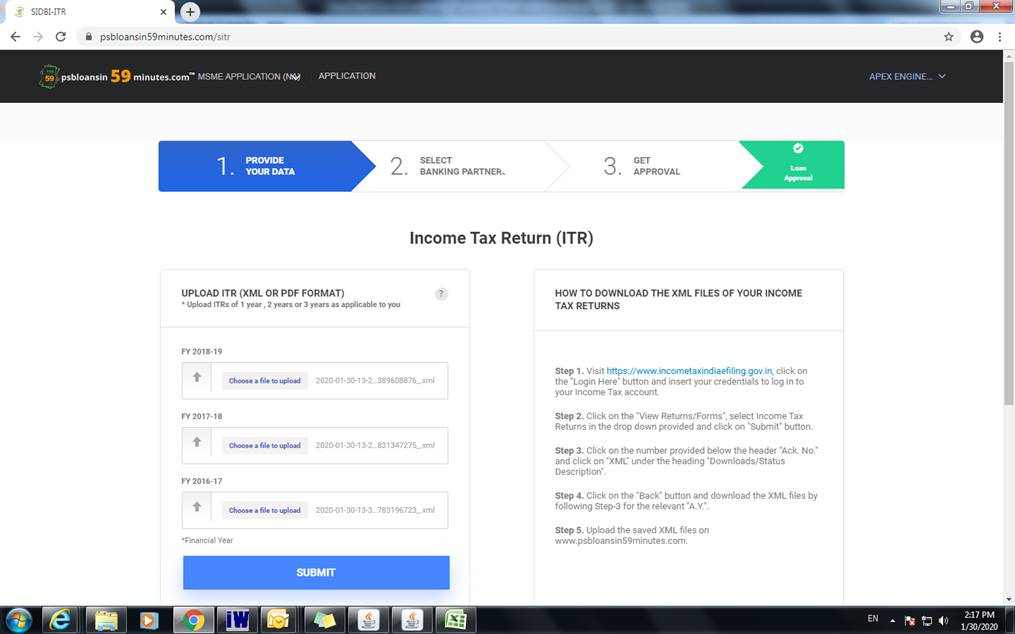 SIDBI-ITR
psbloansin59minutes.com/sitr
psbloansin 59 minutes.com™ MSME APPLICATION
APPLICATION
APEX ENGINE...
1. PROVIDE
YOUR DATA
2. SELECT
BANKING PARTNER
3. GET
APPROVAL
Loan
Approval
Income Tax Return (ITR)
UPLOAD ITR (XML OR PDF FORMAT)
?
* Upload ITRs of 1 year , 2 years or 3 years as applicable to you
FY 2018-19
Choose a file to upload 2020-01-30-13-2...389608876_.xml
FY 2017-18
Choose a file to upload 2020-01-30-13-2...831347275_.xml
FY 2016-17
Choose a file to upload 2020-01-30-13-3...783196723_.xml
*Financial Year
SUBMIT
HOW TO DOWNLOAD THE XML FILES OF YOUR INCOME
TAX RETURNS
Step 1. Visit https://www.incometaxindiaefiling.gov.in, click on
the "Login Here" button and insert your credentials to log in to
your Income Tax account.
Step 2. Click on the "View Returns/Forms", select Income Tax
Returns in the drop down provided and click on "Submit" button.
Step 3. Click on the number provided below the header "Ack. No."
and click on "XML" under the heading "Downloads/Status
Description".
Step 4. Click on the "Back" button and download the XML files by
following Step-3 for the relevant "A.Y.".
Step 5. Upload the saved XML files on
www.psbloansin59minutes.com.
EN
2:17 PM
1/30/2020